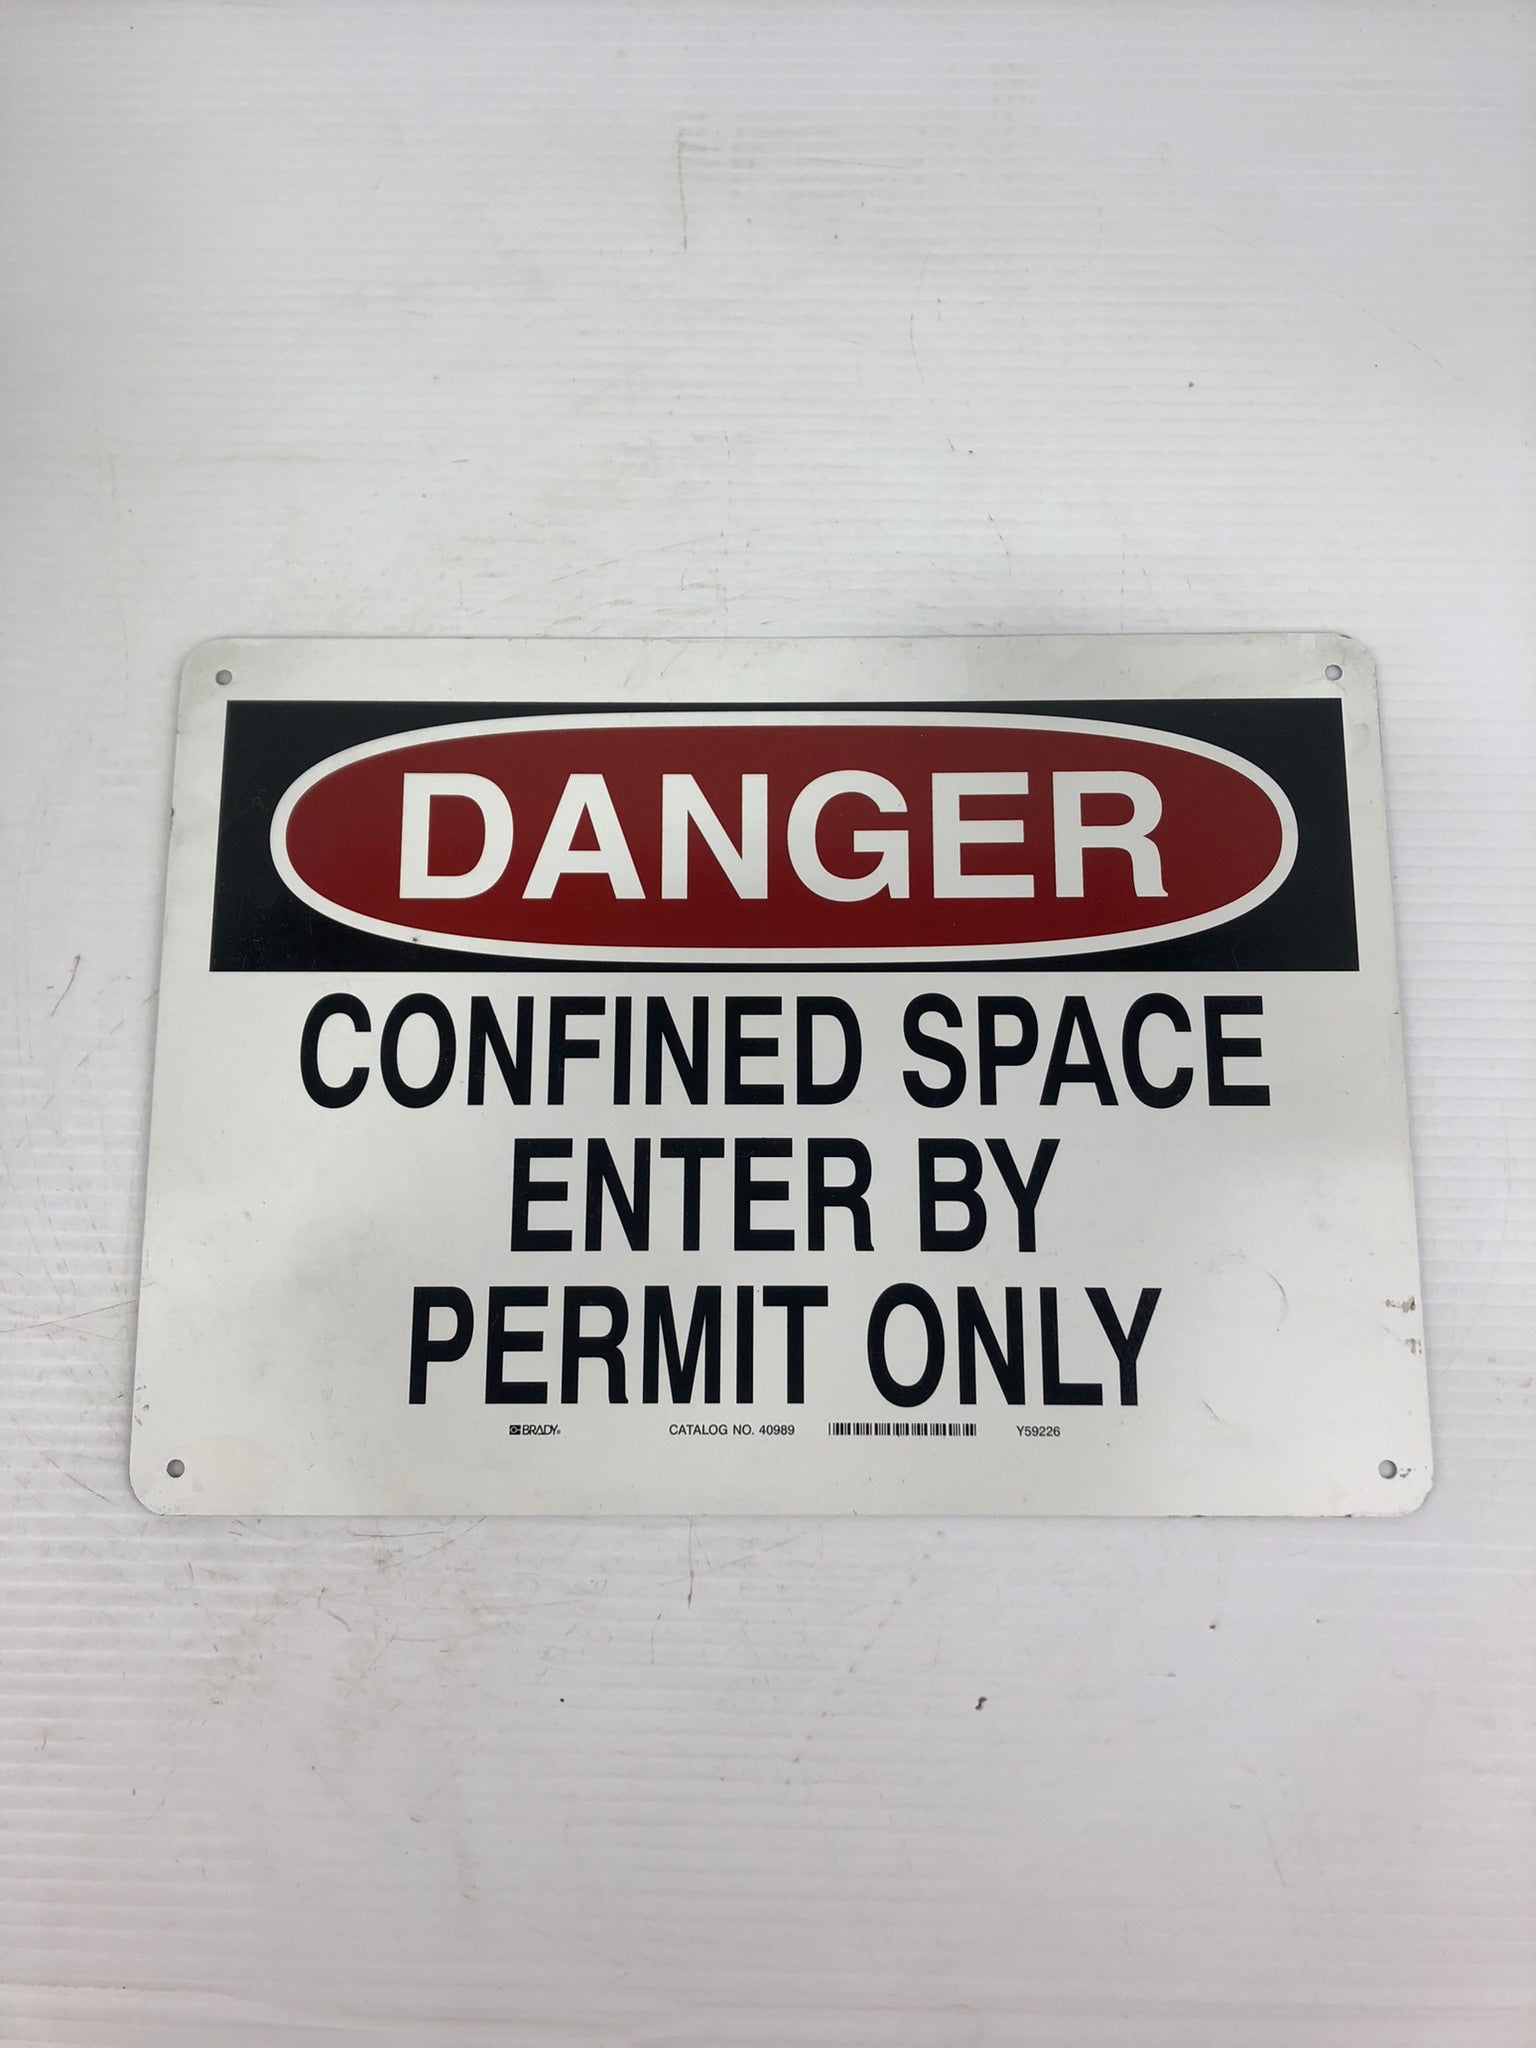 DANGER
CONFINED SPACE
ENTER BY
PERMIT ONLY
BRADY® CATALOG NO. 40989 Y59226